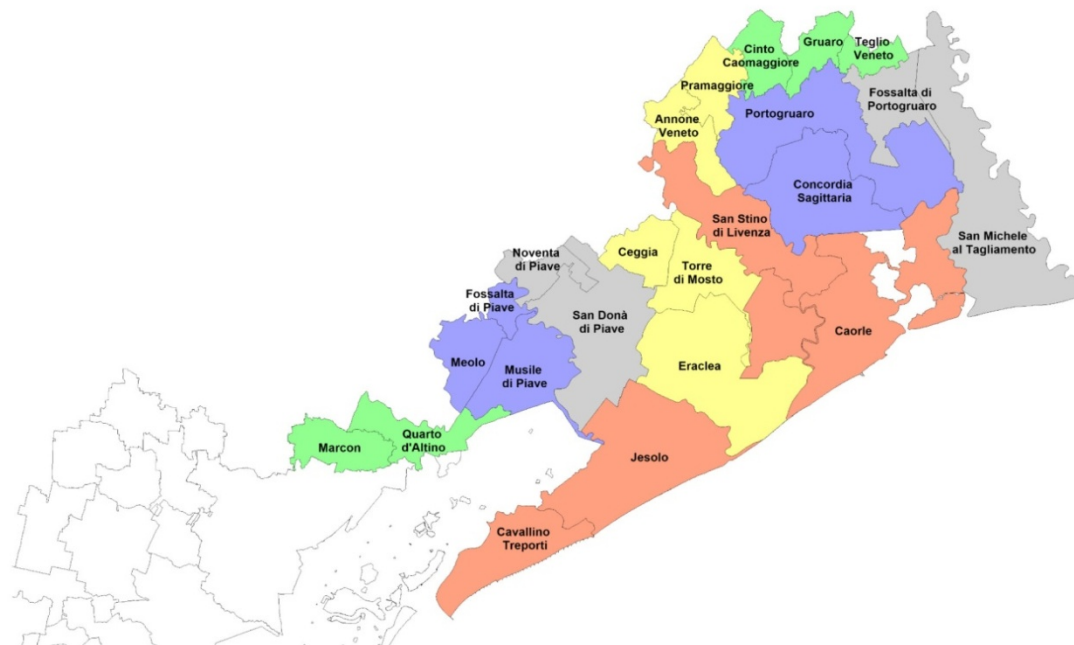 Cinto
Caomaggiore
Gruaro
Teglio
Veneto
Pramaggiore
Fossalta di
Portogruaro
Annone
Veneto
Portogruaro
Concordia
Sagittaria
San Stino
di Livenza
San Michele
al Tagliamento
Noventa
di Piave
Ceggia
Torre
di Mosto
Fossalta
di Piave
San Donà
di Piave
Caorle
Meolo
Musile
di Piave
Eraclea
Marcon
Quarto
d'Altino
Jesolo
Cavallino
Treporti